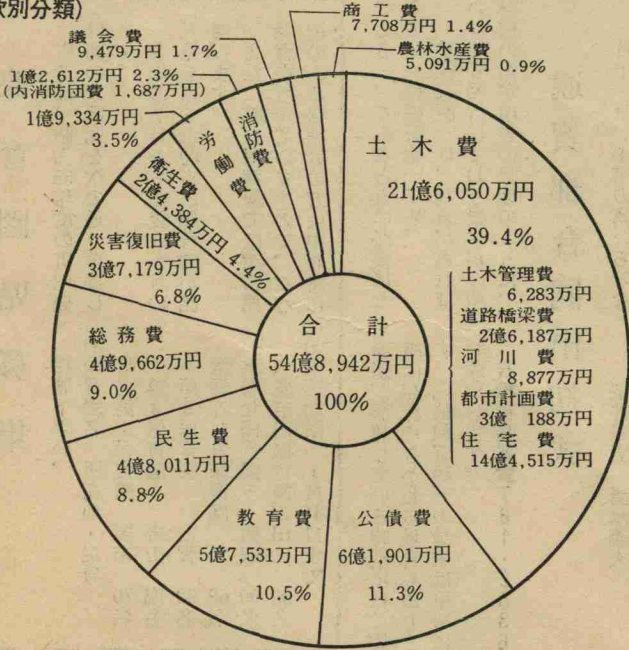 款別分類)
商工費
7,708万円 1.4%
議会費
9,479万円 1.7%
農林水産費
5,091万円 0.9%
1億2,612万円 2.3%
(内消防団費 1,687万円)
1億9,334万円
3.5%
消防費
労働費
衛生費
2億4,384万円 4.4%
土木費
21億6,050万円
39.4%
土木管理費
6,283万円
道路橋梁費
2億6,187万円
河川費
8,877万円
都市計画費
3億 188万円
住宅費
14億4,515万円
災害復旧費
3億7,179万円
6.8%
総務費
4億9,662万円
9.0%
民生費
4億8,011万円
8.8%
教育費
5億7,531万円
10.5%
公債費
6億1,901万円
11.3%
合計
54億8,942万円
100%